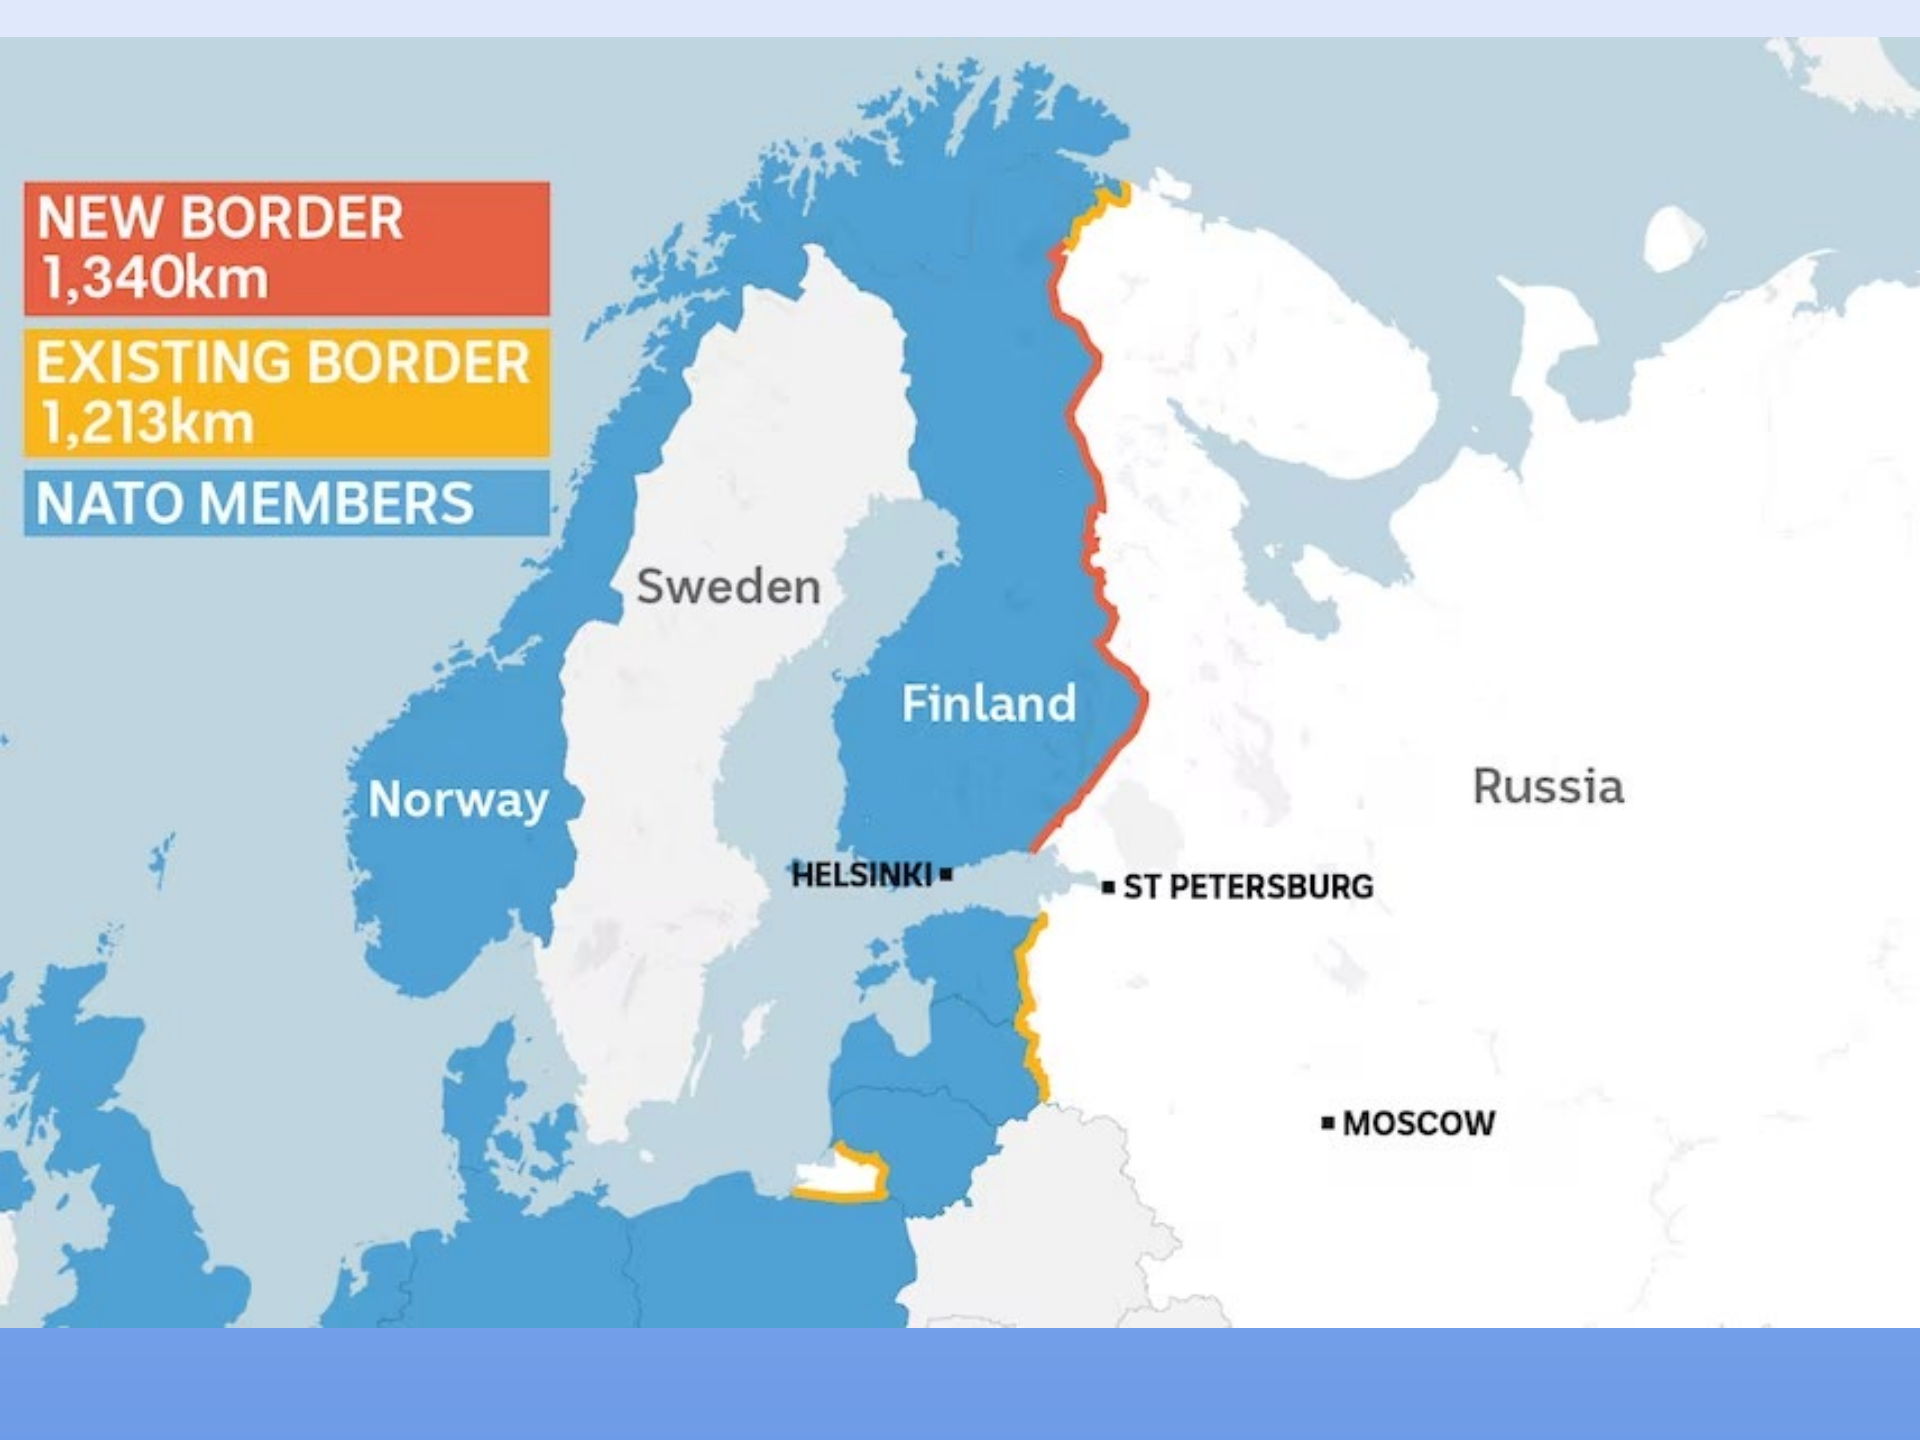 NEW BORDER
1,340km
EXISTING BORDER
1,213km
NATO MEMBERS
Sweden
Finland
Norway
Russia
HELSINKI
ST PETERSBURG
MOSCOW